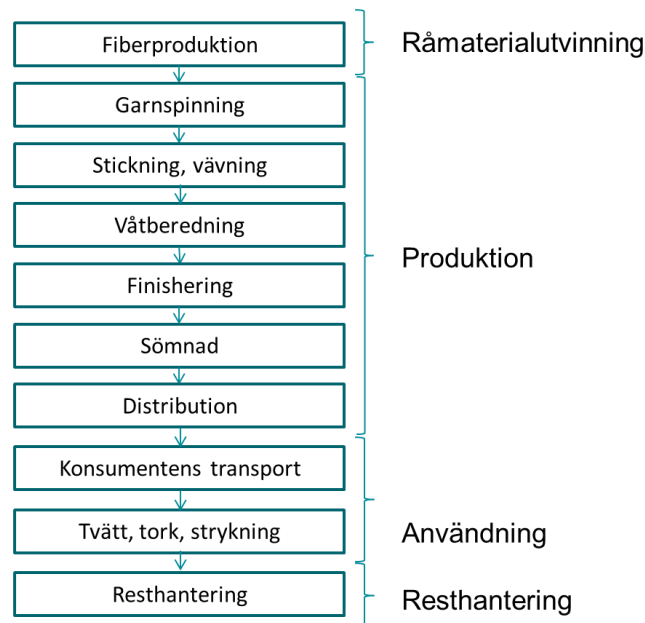 Fiberproduktion
Råmaterialutvinning
Garnspinning
Stickning, vävning
Våtberedning
Produktion
Finishering
Sömnad
Distribution
Konsumentens transport
Tvätt, tork, strykning
Användning
Resthantering
Resthantering